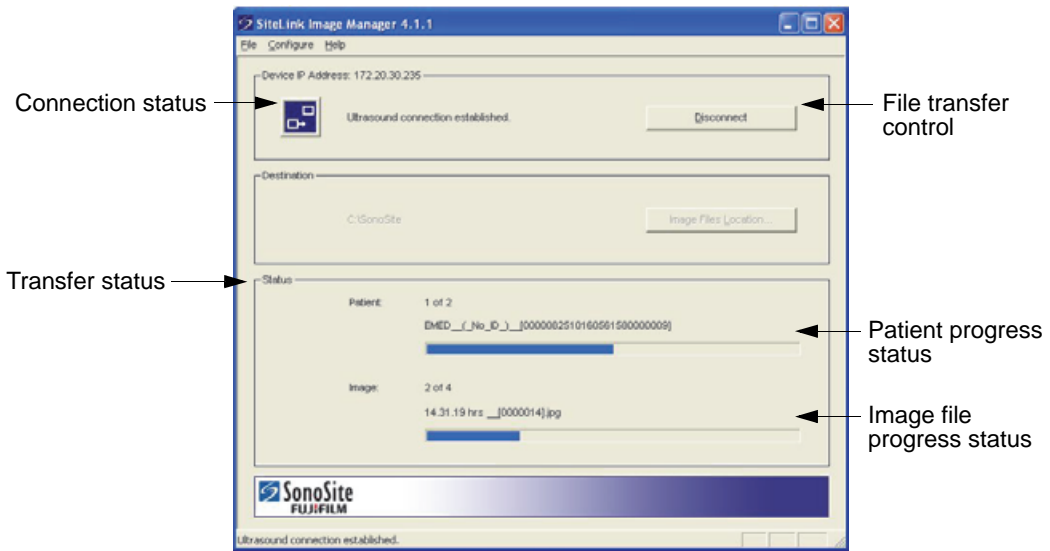 SiteLink Image Manager 4.1.1
File Configure Help
Device IP Address: 172.20.30.235
Connection status
Ultrasound connection established.
Disconnect
File transfer
control
Destination
C:\SonoSite
Image Files Location...
Transfer status
Status
Patient: 1 of 2
EMED__(_No_ID_)__[0000082510160561580000009]
Patient progress
status
Image: 2 of 4
14.31.19 hrs __[0000014].jpg
Image file
progress status
SonoSite
FUJIFILM
Ultrasound connection established.